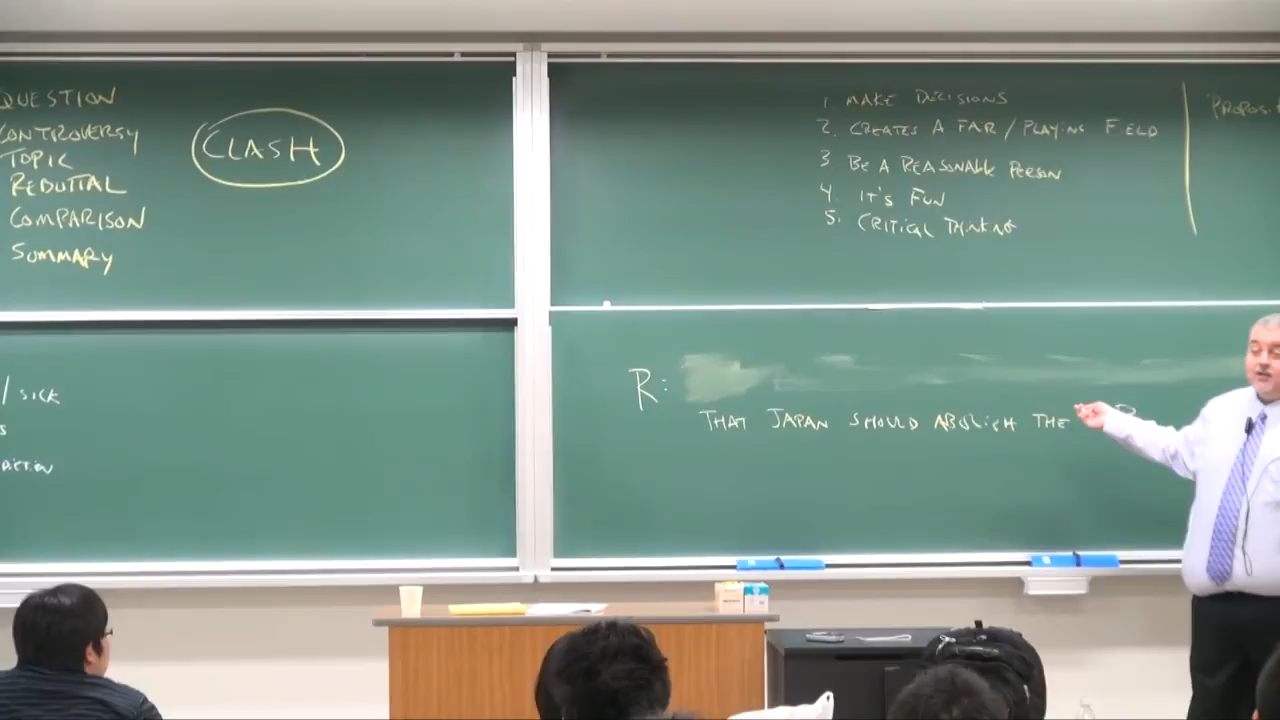 QUESTION
CONTROVERSY
TOPIC
REBUTTAL
COMPARISON
SUMMARY
CLASH
/ SICK
1 MAKE DECISIONS
2. CREATES A FAR / PLAYING FIELD
3 BE A REASONABLE PERSON
4 IT'S FUN
5. CRITICAL THINKING
R:
THAT JAPAN SHOULD ABOLISH THE